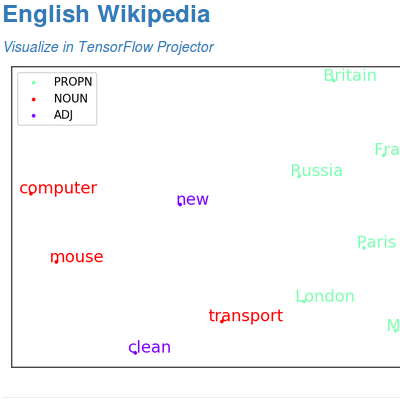 English Wikipedia
Visualize in TensorFlow Projector
PROPN
NOUN
ADJ
Britain
Fra
Russia
computer
new
Paris
mouse
London
transport
M
clean